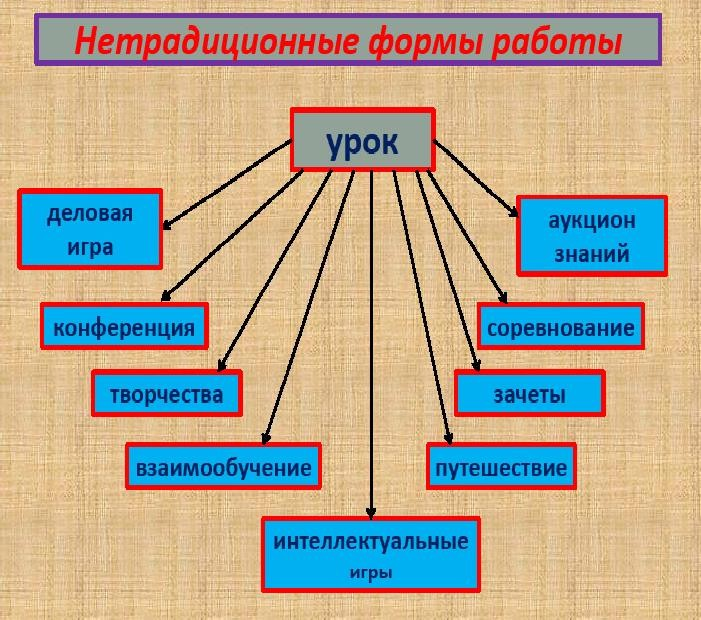 Нетрадиционные формы работы
урок
деловая
игра
аукцион
знаний
конференция
соревнование
творчества
зачеты
взаимообучение
путешествие
интеллектуальные
игры